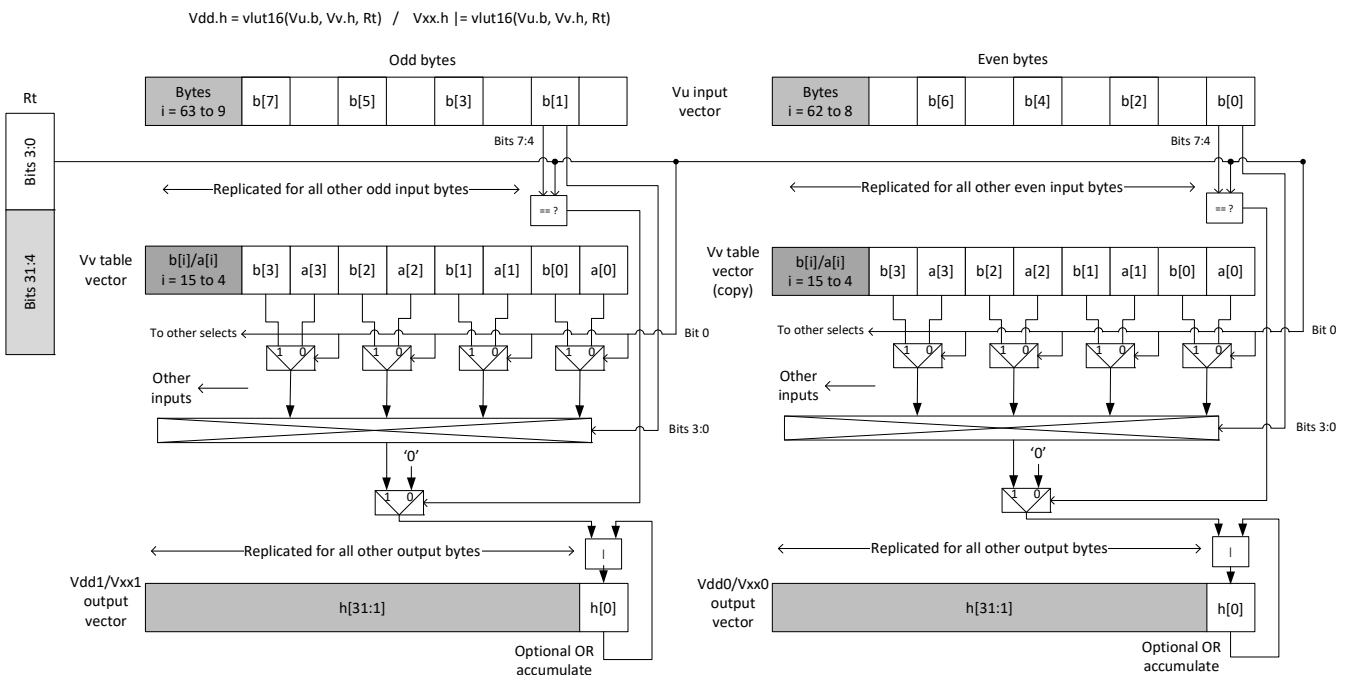 Vdd.h = vlut16(Vu.b, Vv.h, Rt) / Vxx.h |= vlut16(Vu.b, Vv.h, Rt)
Rt
Bits 3:0
Bits 31:4
Odd bytes
Bytes
i = 63 to 9
b[7]
b[5]
b[3]
b[1]
Vu input
vector
Even bytes
Bytes
i = 62 to 8
b[6]
b[4]
b[2]
b[0]
Bits 7:4
Replicated for all other odd input bytes
== ?
Bits 7:4
Replicated for all other even input bytes
== ?
Vv table
vector
b[i]/a[i]
i = 15 to 4
b[3]
a[3]
b[2]
a[2]
b[1]
a[1]
b[0]
a[0]
To other selects
Bit 0
1 0
1 0
1 0
1 0
Other
inputs
Bits 3:0
'0'
1 0
Vv table
vector
(copy)
b[i]/a[i]
i = 15 to 4
b[3]
a[3]
b[2]
a[2]
b[1]
a[1]
b[0]
a[0]
To other selects
Bit 0
1 0
1 0
1 0
1 0
Other
inputs
Bits 3:0
'0'
1 0
Replicated for all other output bytes
|
Vdd1/Vxx1
output
vector
h[31:1]
h[0]
Optional OR
accumulate
Replicated for all other output bytes
|
Vdd0/Vxx0
output
vector
h[31:1]
h[0]
Optional OR
accumulate